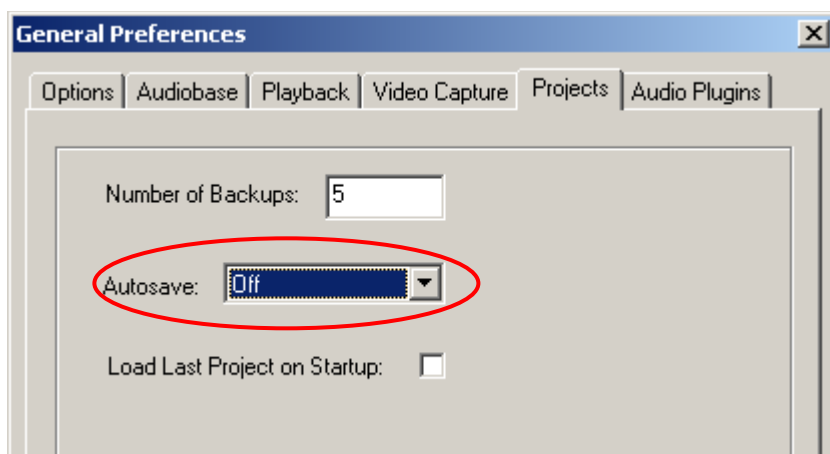 General Preferences
Options Audiobase Playback Video Capture Projects Audio Plugins
Number of Backups: 5
Autosave: Off
Load Last Project on Startup: